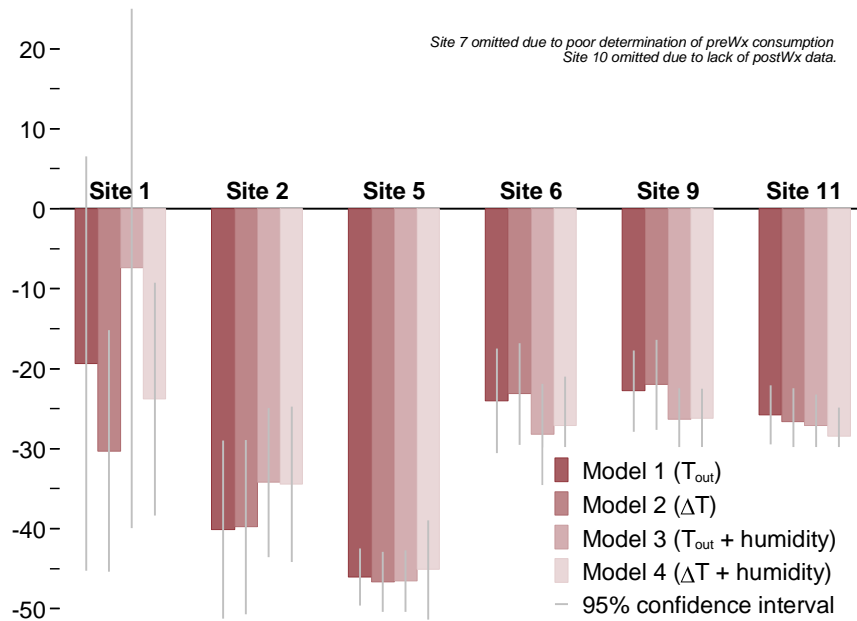 Site 7 omitted due to poor determination of preWx consumption
Site 10 omitted due to lack of postWx data.
20
10
Site 1 Site 2 Site 5 Site 6 Site 9 Site 11
0
-10
-20
-30
-40
-50
Model 1 (Tout)
Model 2 (ΔT)
Model 3 (Tout + humidity)
Model 4 (ΔT + humidity)
95% confidence interval